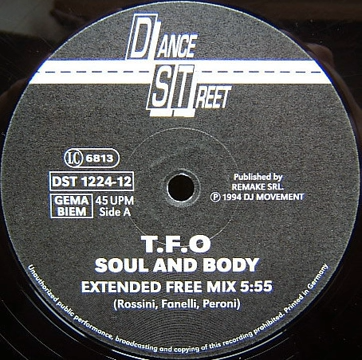 DANCE
STREET
LC 6813
DST 1224-12
GEMA
BIEM
45 UPM
Side A
Published by
REMAKE SRL.
Ⓟ 1994 DJ MOVEMENT
T.F.O
SOUL AND BODY
EXTENDED FREE MIX 5:55
(Rossini, Fanelli, Peroni)
Unauthorized public performance, broadcasting and copying of this recording prohibited. Printed in Germany